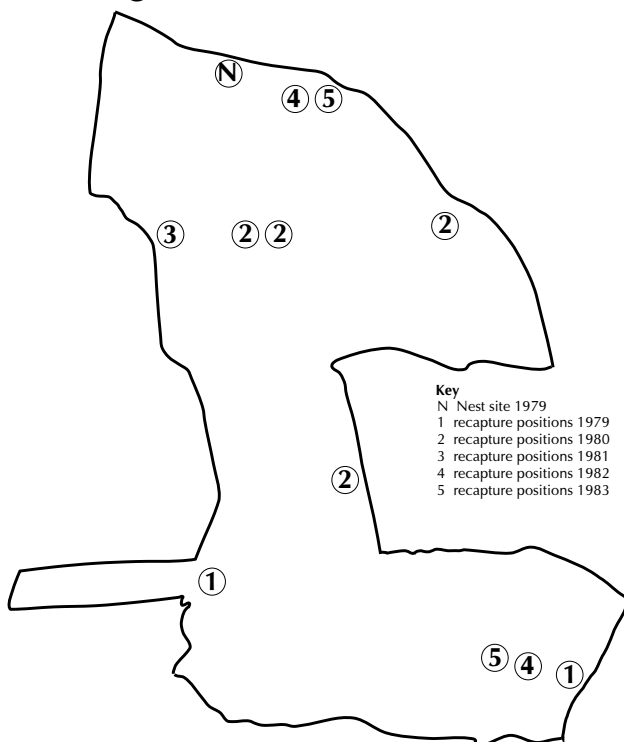 N
4 5
2
3 2 2
Key
N Nest site 1979
1 recapture positions 1979
2 recapture positions 1980
3 recapture positions 1981
4 recapture positions 1982
5 recapture positions 1983
2
1
5 4 1